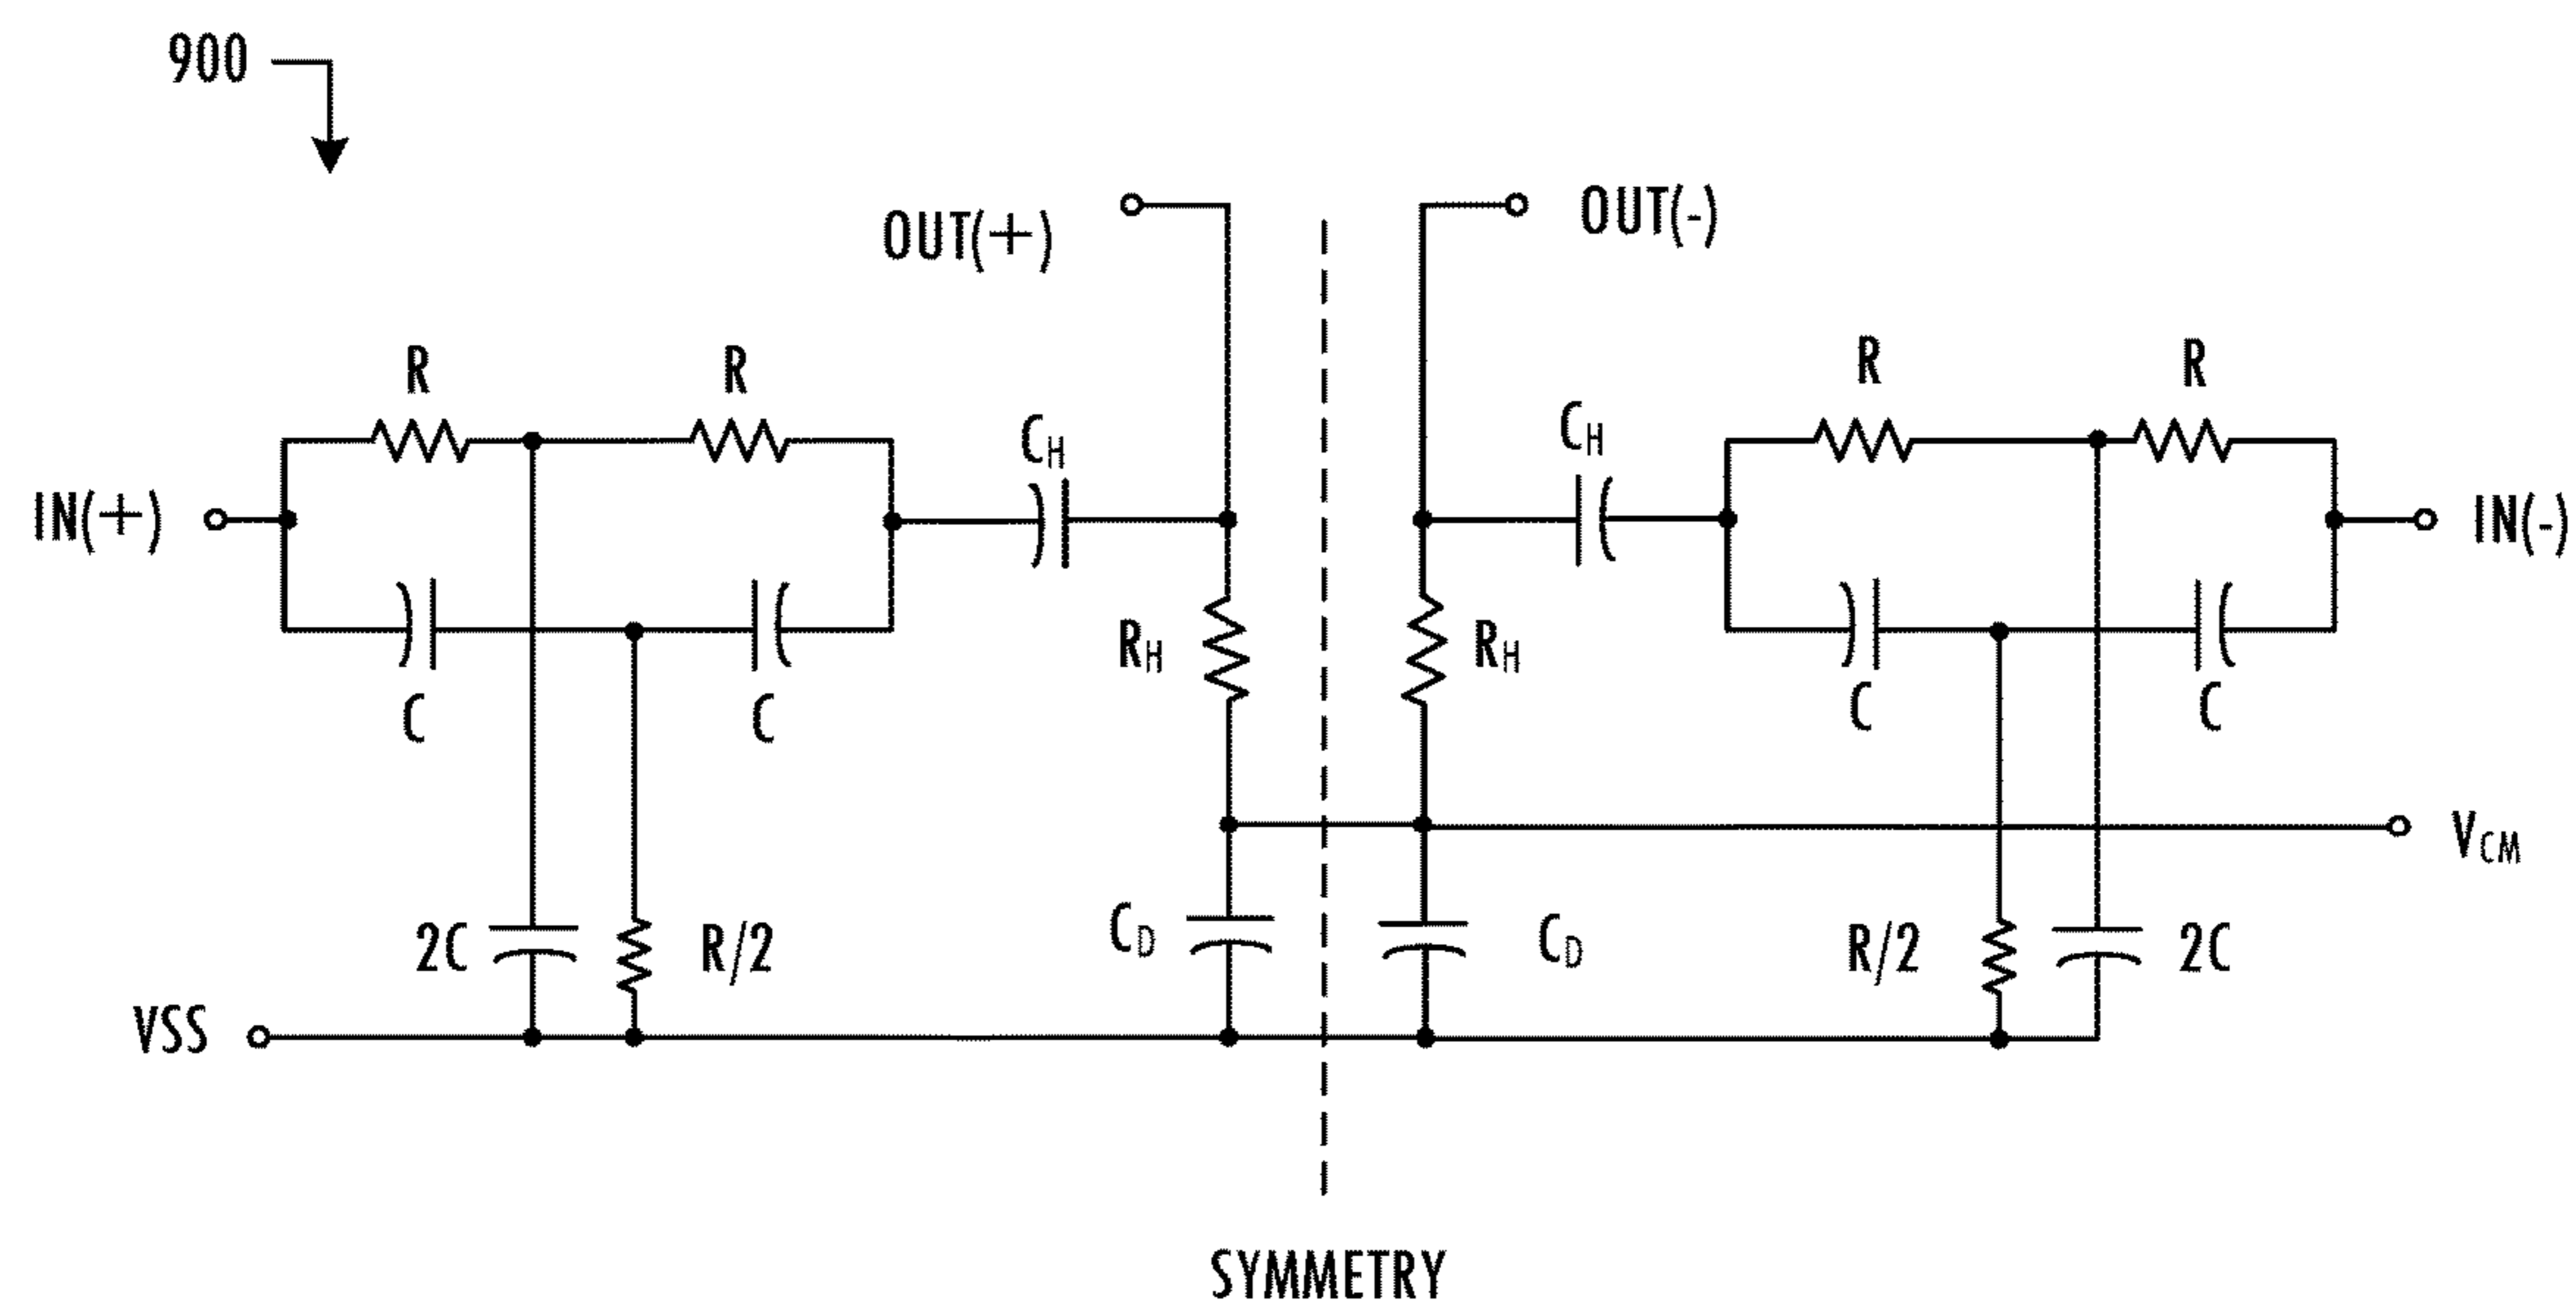 900
OUT(+)
OUT(-)
R
R
R
R
C_H
C_H
IN(+)
IN(-)
R_H
R_H
C
C
C
C
V_CM
2C
R/2
C_D
C_D
R/2
2C
VSS
SYMMETRY